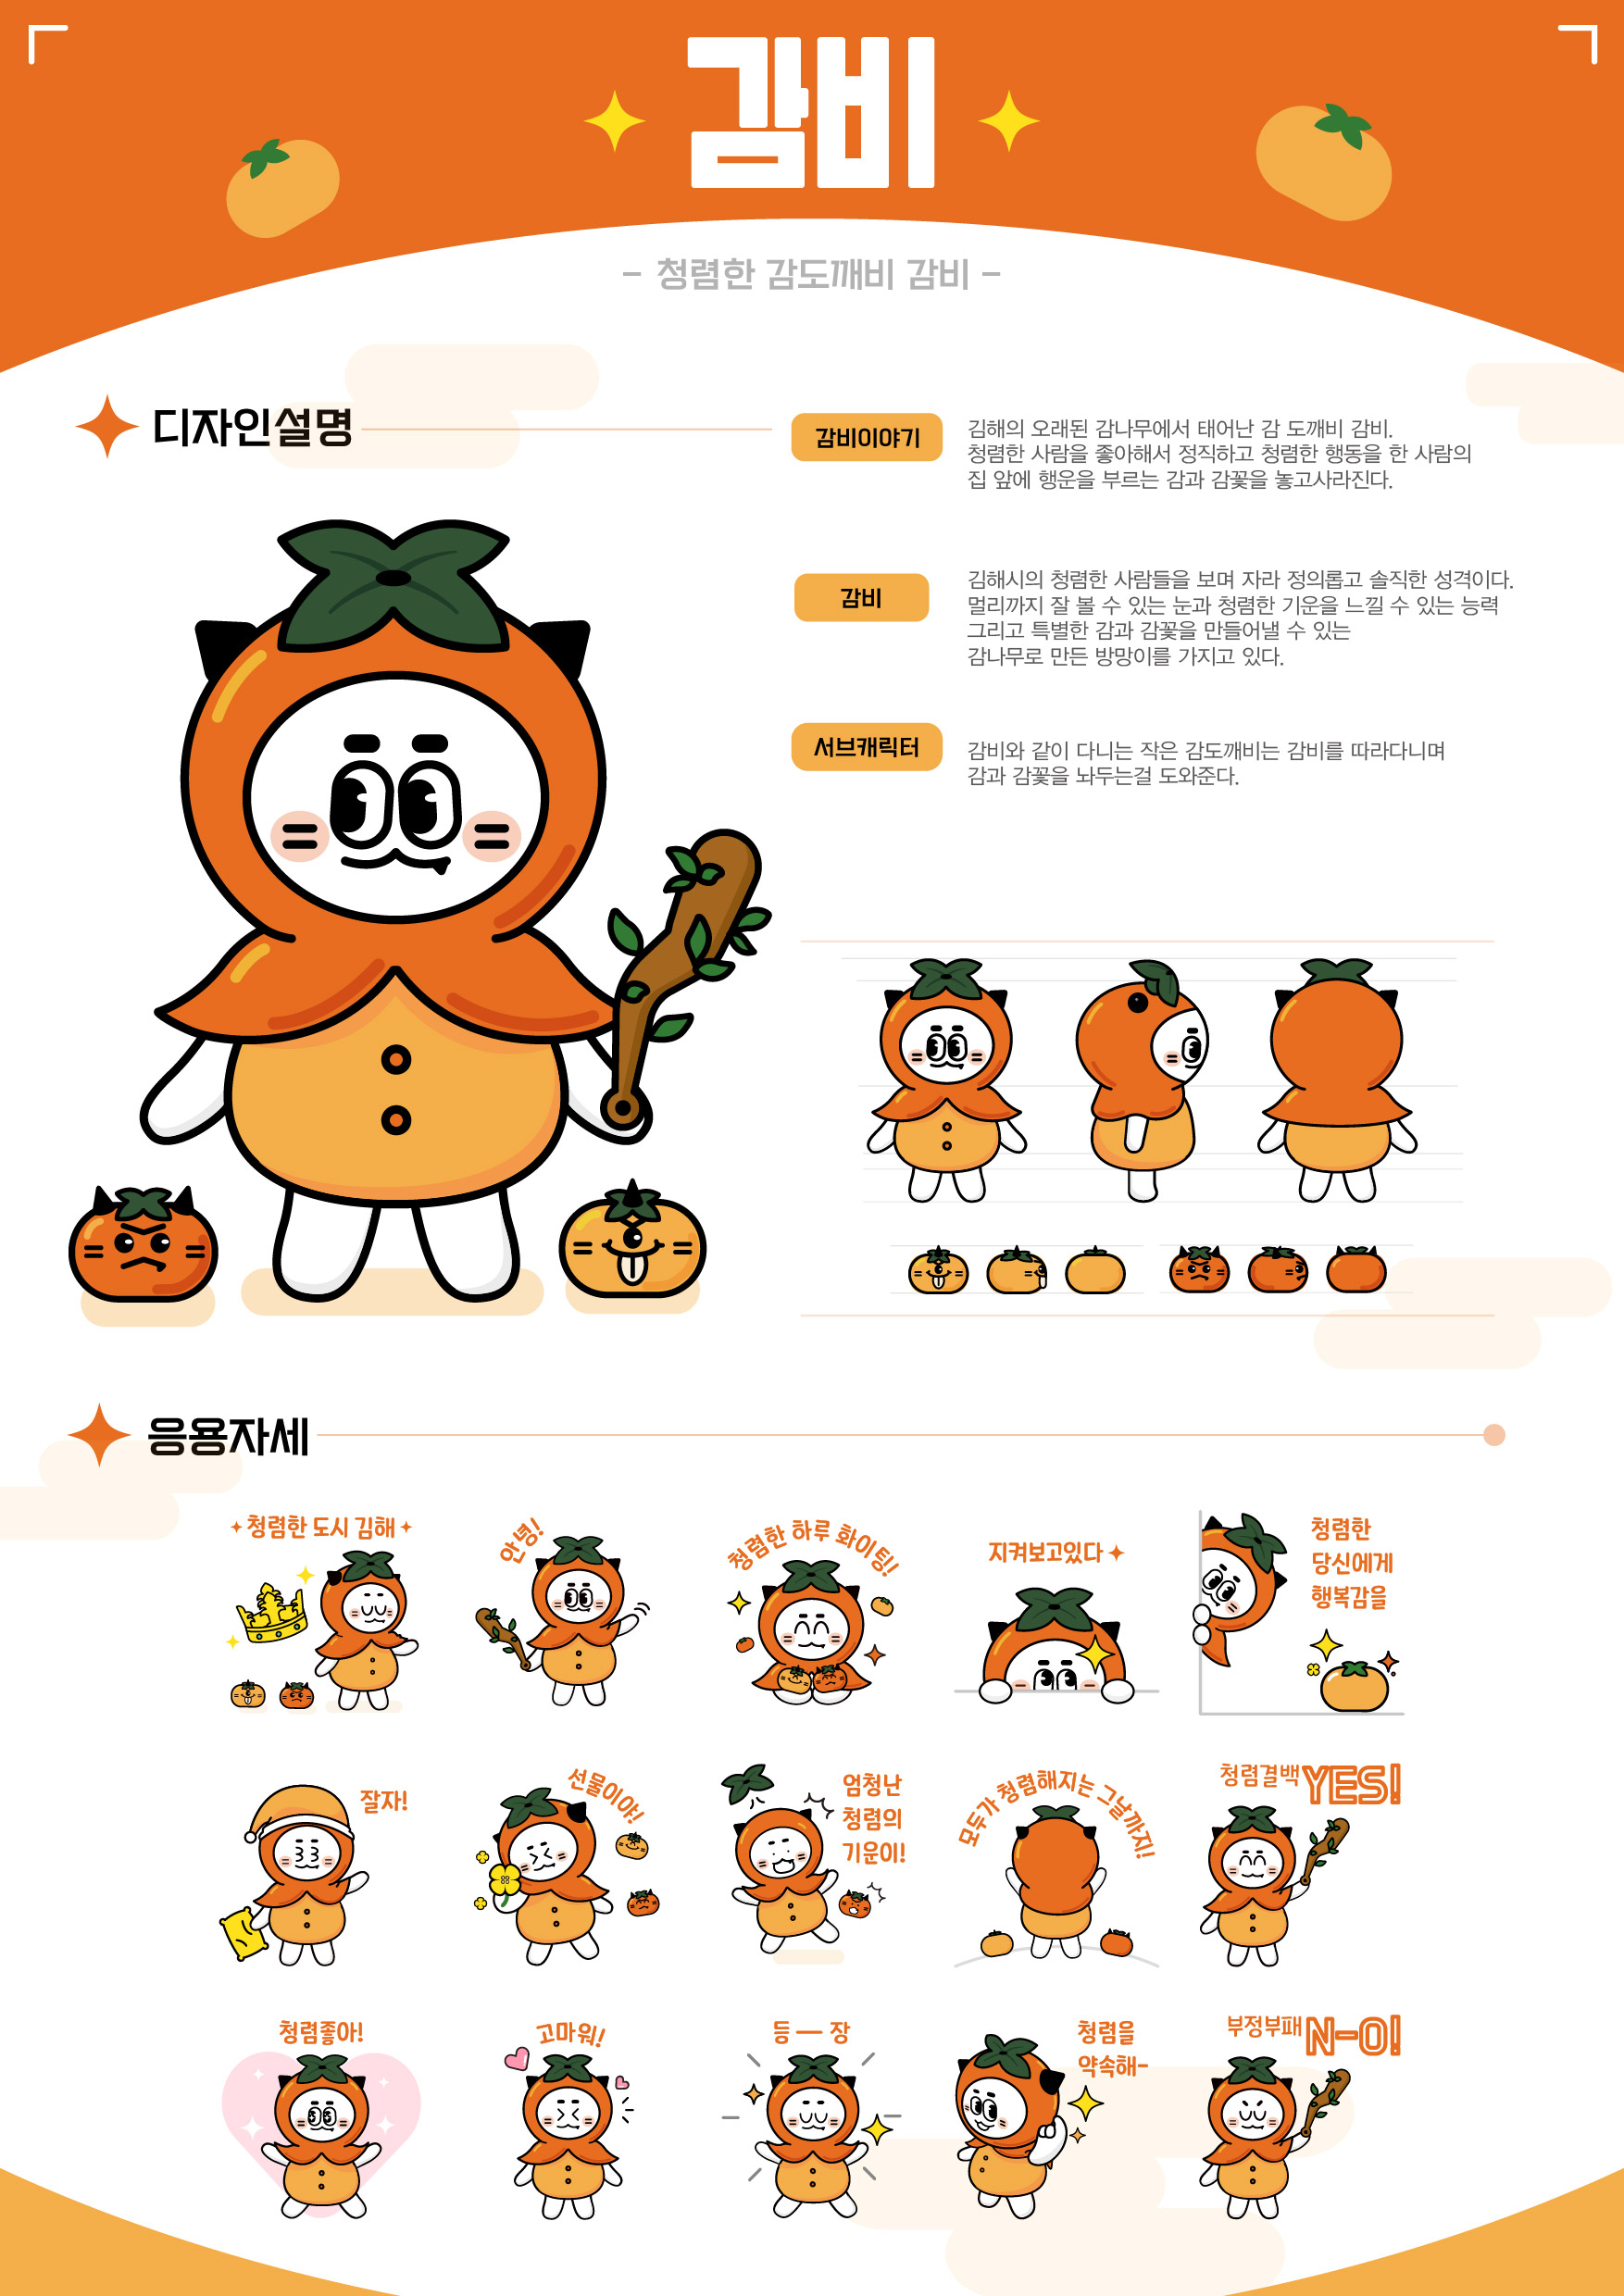 감비
- 청렴한 감도깨비 감비 -
디자인설명
감비이야기
김해의 오래된 감나무에서 태어난 감 도깨비 감비.
청렴한 사람을 좋아해서 정직하고 청렴한 행동을 한 사람의
집 앞에 행운을 부르는 감과 감꽃을 놓고사라진다.
감비
김해시의 청렴한 사람들을 보며 자라 정의롭고 솔직한 성격이다.
멀리까지 잘 볼 수 있는 눈과 청렴한 기운을 느낄 수 있는 능력
그리고 특별한 감과 감꽃을 만들어낼 수 있는
감나무로 만든 방망이를 가지고 있다.
서브캐릭터
감비와 같이 다니는 작은 감도깨비는 감비를 따라다니며
감과 감꽃을 놔두는걸 도와준다.
응용자세
청렴한 도시 김해
안녕!
청렴한 하루 화이팅!!
지켜보고있다
청렴한
당신에게
행복감을
잘자!
선물이야!
엄청난
청렴의
기운이!
모두가 청렴해지는 그날까지!!
청렴결백 YES!
청렴좋아!
고마워!
등 — 장
청렴을
약속해-
부정부패 N-O!